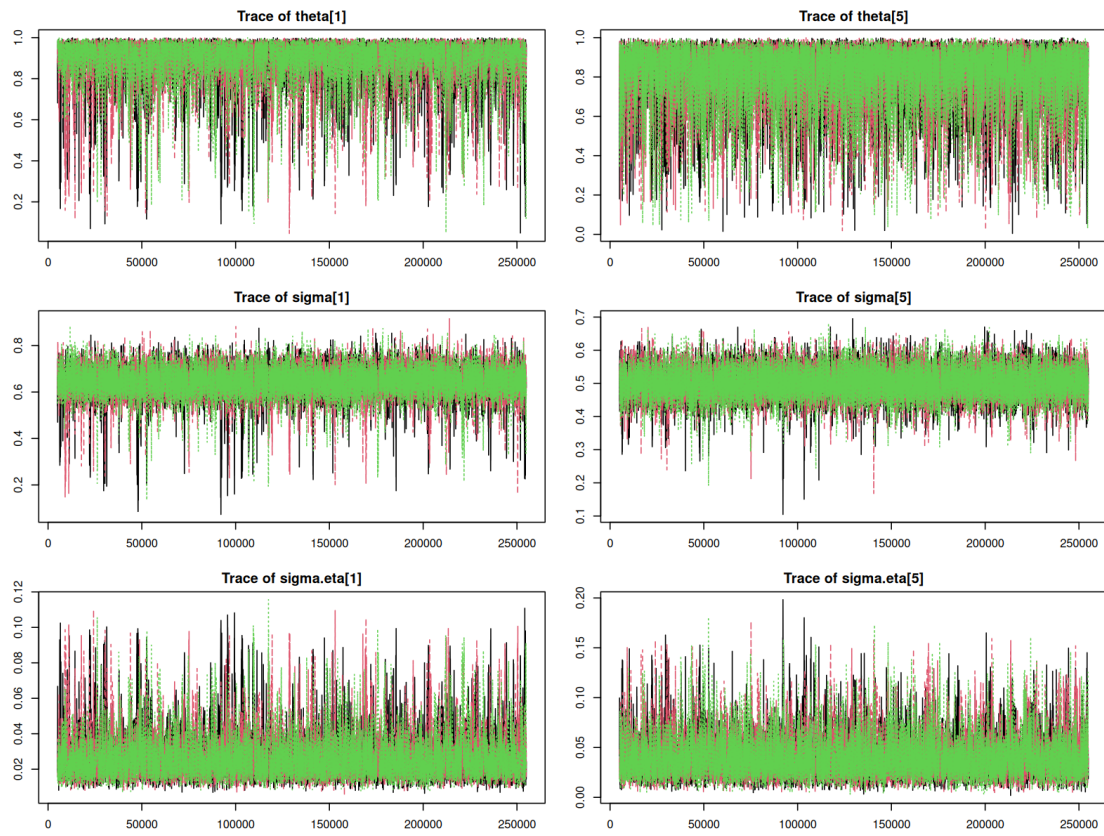 Trace of theta[1]
1.0
0.8
0.6
0.4
0.2
0 50000 100000 150000 200000 250000
Trace of theta[5]
1.0
0.8
0.6
0.4
0.2
0.0
0 50000 100000 150000 200000 250000
Trace of sigma[1]
0.8
0.6
0.4
0.2
0 50000 100000 150000 200000 250000
Trace of sigma[5]
0.7
0.6
0.5
0.4
0.3
0.2
0.1
0 50000 100000 150000 200000 250000
Trace of sigma.eta[1]
0.12
0.10
0.08
0.06
0.04
0.02
0 50000 100000 150000 200000 250000
Trace of sigma.eta[5]
0.20
0.15
0.10
0.05
0.00
0 50000 100000 150000 200000 250000